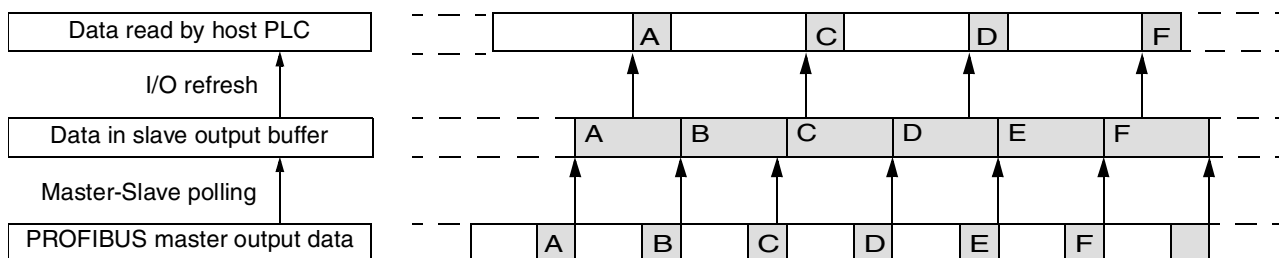 Data read by host PLC
A C D F
I/O refresh
Data in slave output buffer
A B C D E F
Master-Slave polling
PROFIBUS master output data
A B C D E F